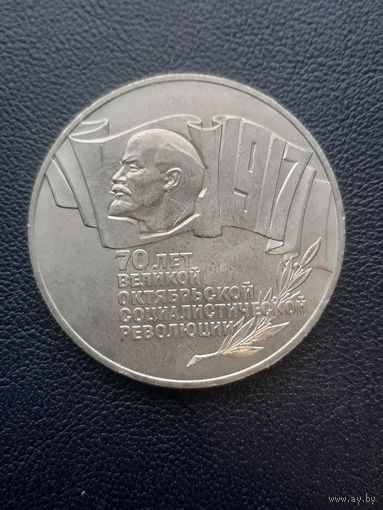 1917
70 ЛЕТ
ВЕЛИКОЙ
ОКТЯБРЬСКОЙ
СОЦИАЛИСТИЧЕСКОЙ
РЕВОЛЮЦИИ
www.ay.by